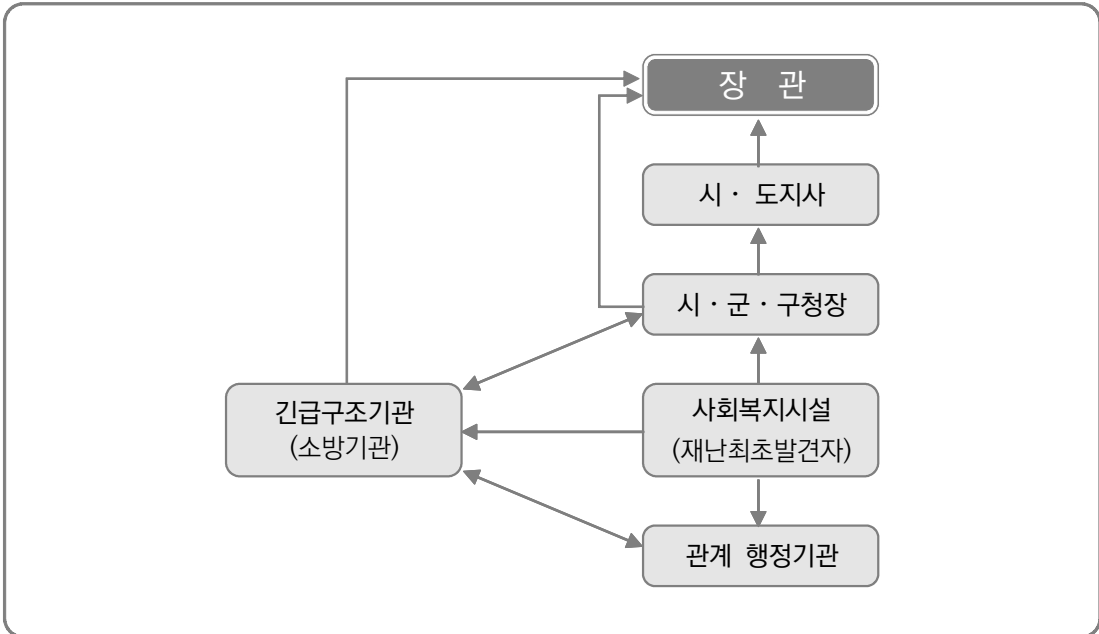 장 관
시 · 도지사
시 · 군 · 구청장
긴급구조기관
(소방기관)
사회복지시설
(재난최초발견자)
관계 행정기관